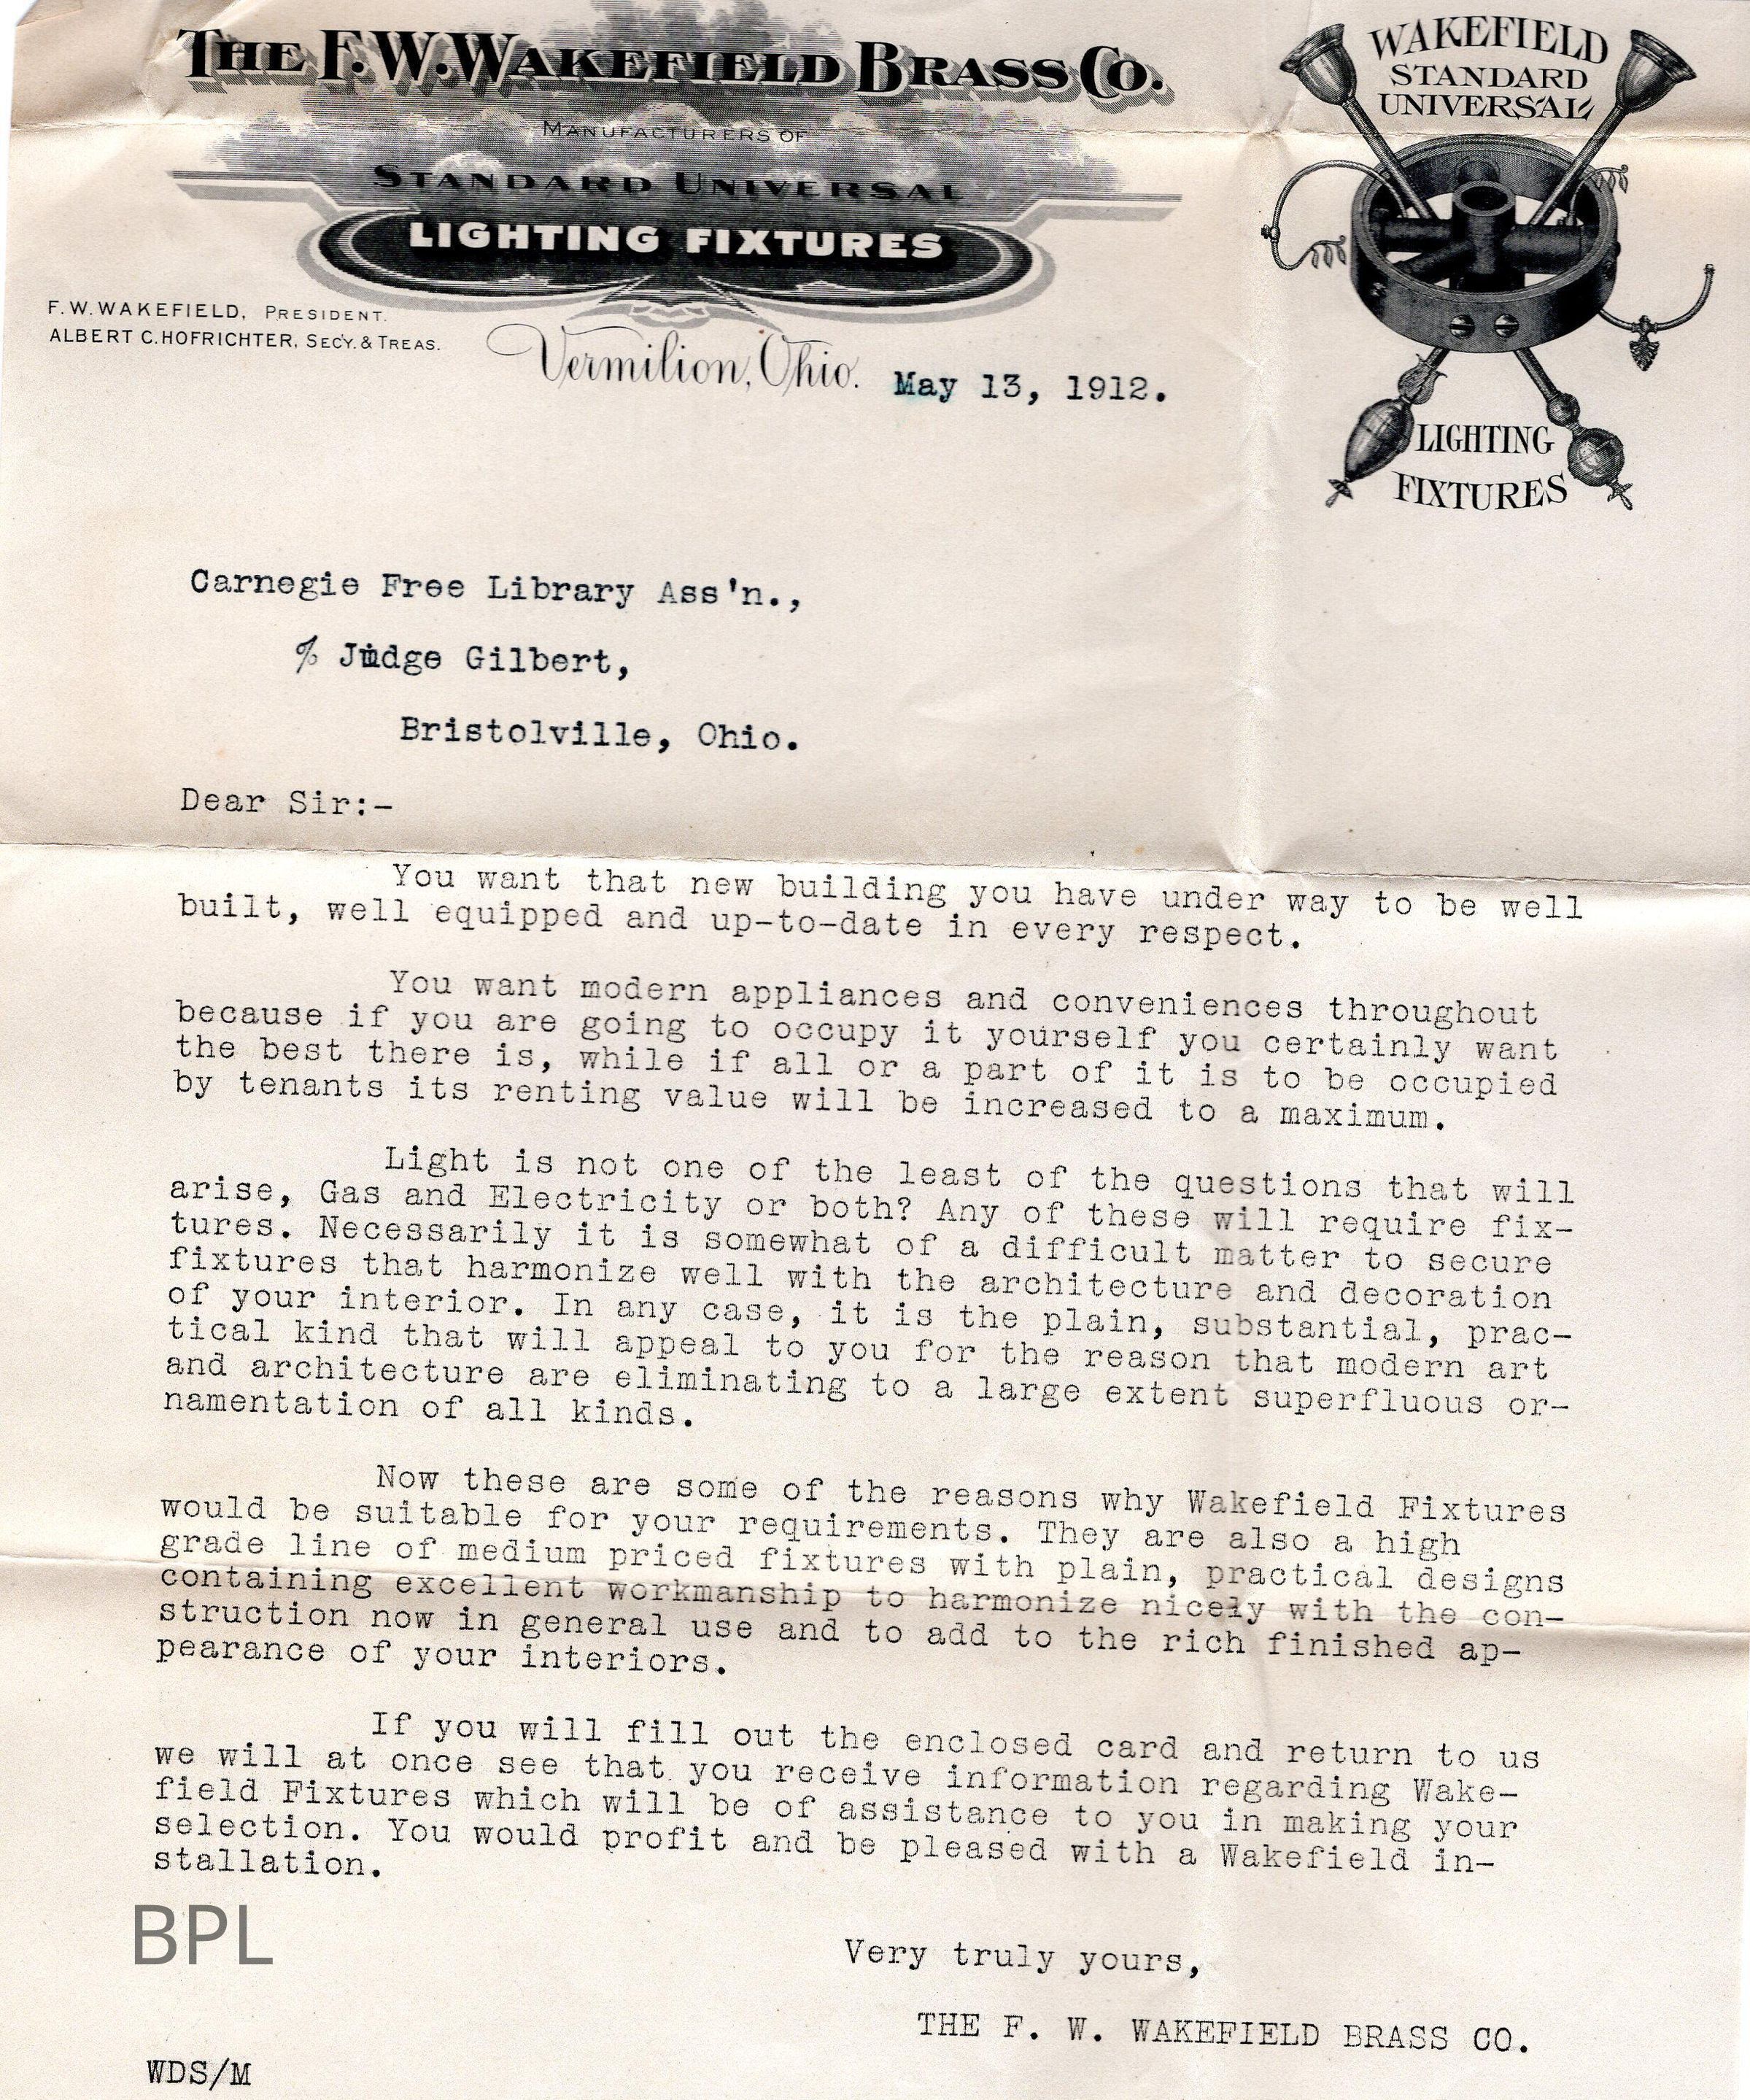 THE F.W. WAKEFIELD BRASS CO.
MANUFACTURERS OF
STANDARD UNIVERSAL
LIGHTING FIXTURES
WAKEFIELD
STANDARD
UNIVERSAL
LIGHTING
FIXTURES
F.W. WAKEFIELD, PRESIDENT.
ALBERT C. HOFRICHTER, SEC'Y. & TREAS.
Vermilion, Ohio. May 13, 1912.
Carnegie Free Library Ass'n.,
% Judge Gilbert,
Bristolville, Ohio.
Dear Sir:-
You want that new building you have under way to be well
built, well equipped and up-to-date in every respect.
You want modern appliances and conveniences throughout
because if you are going to occupy it yourself you certainly want
the best there is, while if all or a part of it is to be occupied
by tenants its renting value will be increased to a maximum.
Light is not one of the least of the questions that will
arise, Gas and Electricity or both? Any of these will require fix-
tures. Necessarily it is somewhat of a difficult matter to secure
fixtures that harmonize well with the architecture and decoration
of your interior. In any case, it is the plain, substantial, prac-
tical kind that will appeal to you for the reason that modern art
and architecture are eliminating to a large extent superfluous or-
namentation of all kinds.
Now these are some of the reasons why Wakefield Fixtures
would be suitable for your requirements. They are also a high
grade line of medium priced fixtures with plain, practical designs
containing excellent workmanship to harmonize nicely with the con-
struction now in general use and to add to the rich finished ap-
pearance of your interiors.
If you will fill out the enclosed card and return to us
we will at once see that you receive information regarding Wake-
field Fixtures which will be of assistance to you in making your
selection. You would profit and be pleased with a Wakefield in-
stallation.
BPL
Very truly yours,
THE F. W. WAKEFIELD BRASS CO.
WDS/M